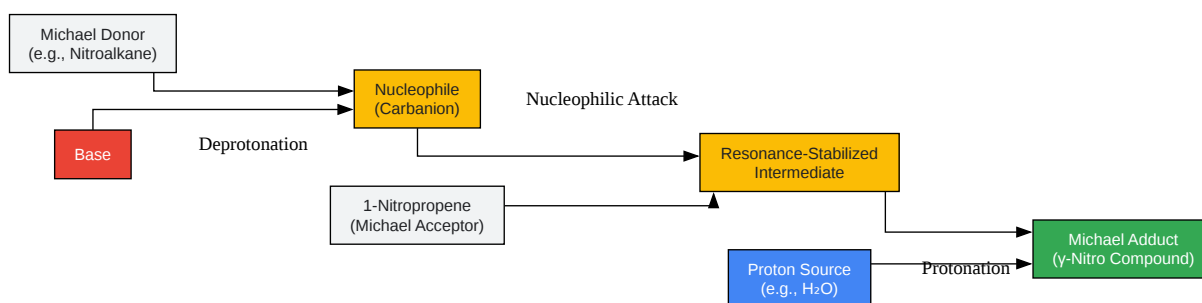 Michael Donor
(e.g., Nitroalkane)
Nucleophile
(Carbanion)
Nucleophilic Attack
Base
Deprotonation
Resonance-Stabilized
Intermediate
1-Nitropropene
(Michael Acceptor)
Michael Adduct
(γ-Nitro Compound)
Proton Source
(e.g., H₂O)
Protonation